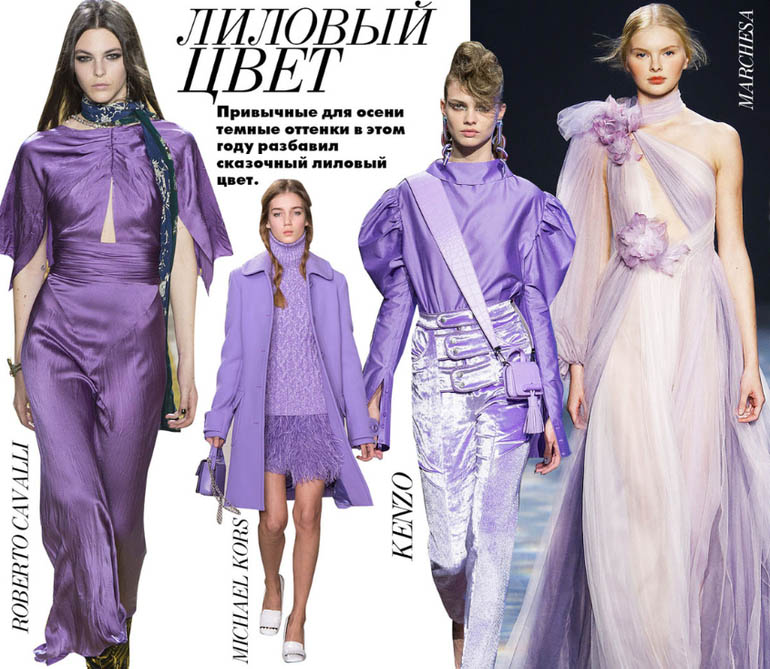 ЛИЛОВЫЙ
ЦВЕТ
Привычные для осени
темные оттенки в этом
году разбавил
сказочный лиловый
цвет.
ROBERTO CAVALLI
MICHAEL KORS
KENZO
MARCHESA